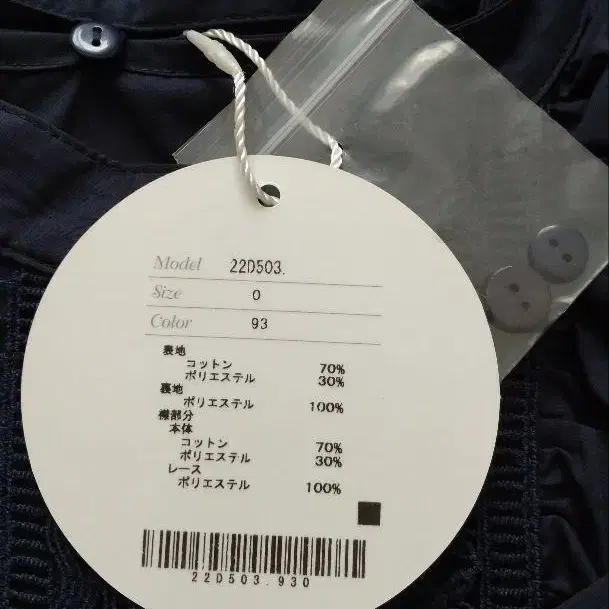 Model 22D503.
Size 0
Color 93
表地
コットン 70%
ポリエステル 30%
裏地
ポリエステル 100%
襟部分
本体
コットン 70%
ポリエステル 30%
レース
ポリエステル 100%
22D503.930